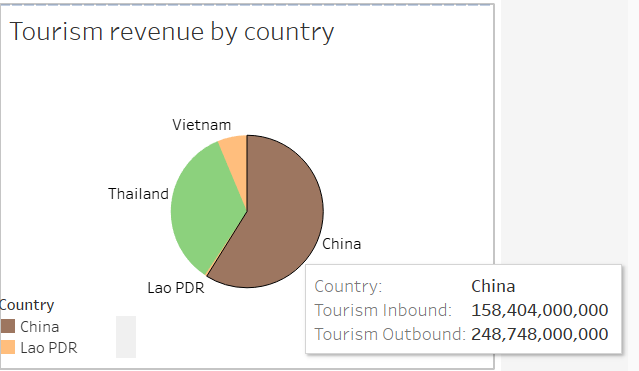 Tourism revenue by country
Vietnam
Thailand
China
Lao PDR
Country: China
Tourism Inbound: 158,404,000,000
Tourism Outbound: 248,748,000,000
Country
China
Lao PDR